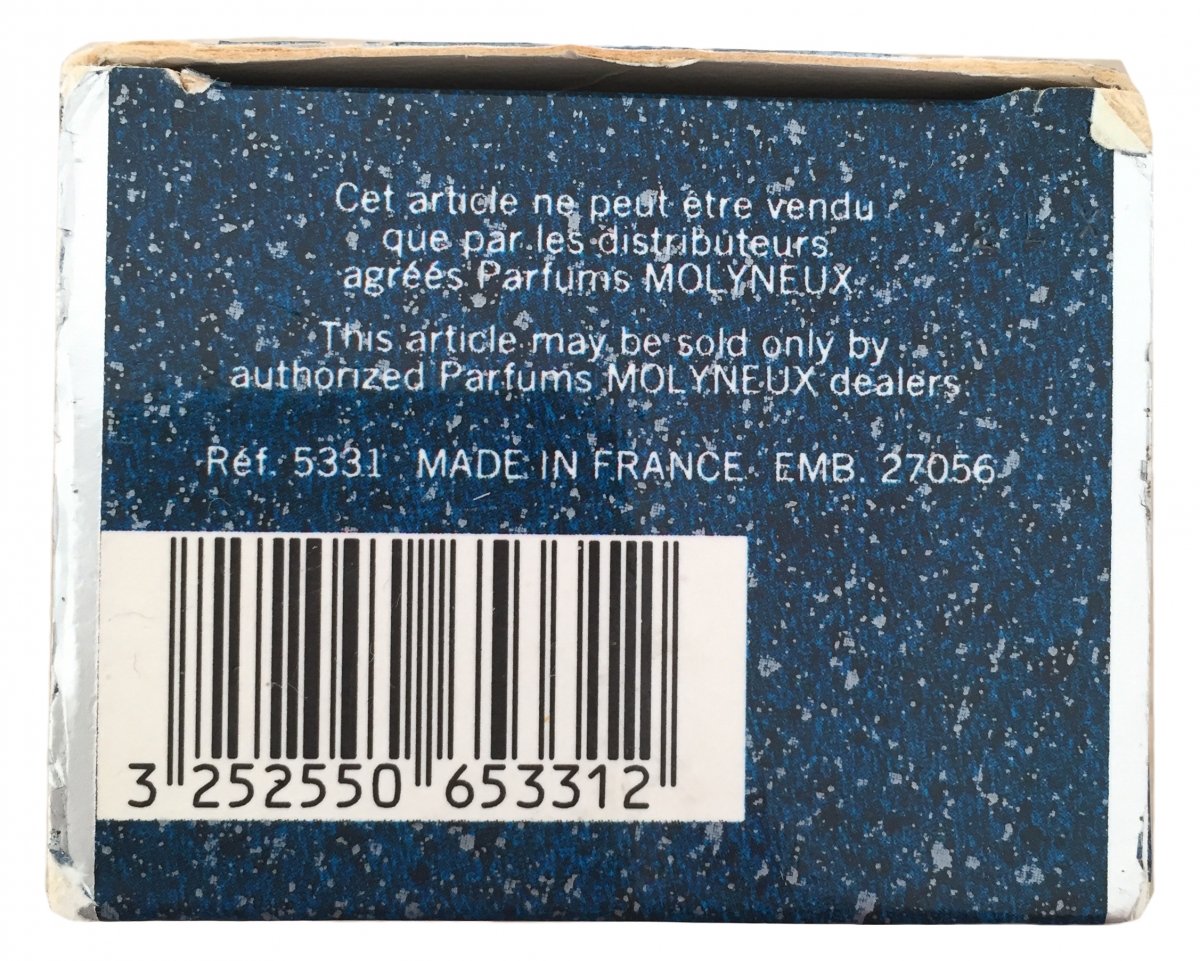 Cet article ne peut être vendu
que par les distributeurs
agréés Parfums MOLYNEUX
This article may be sold only by
authorized Parfums MOLYNEUX dealers
Réf. 5331 MADE IN FRANCE EMB. 27056
3 252550 653312